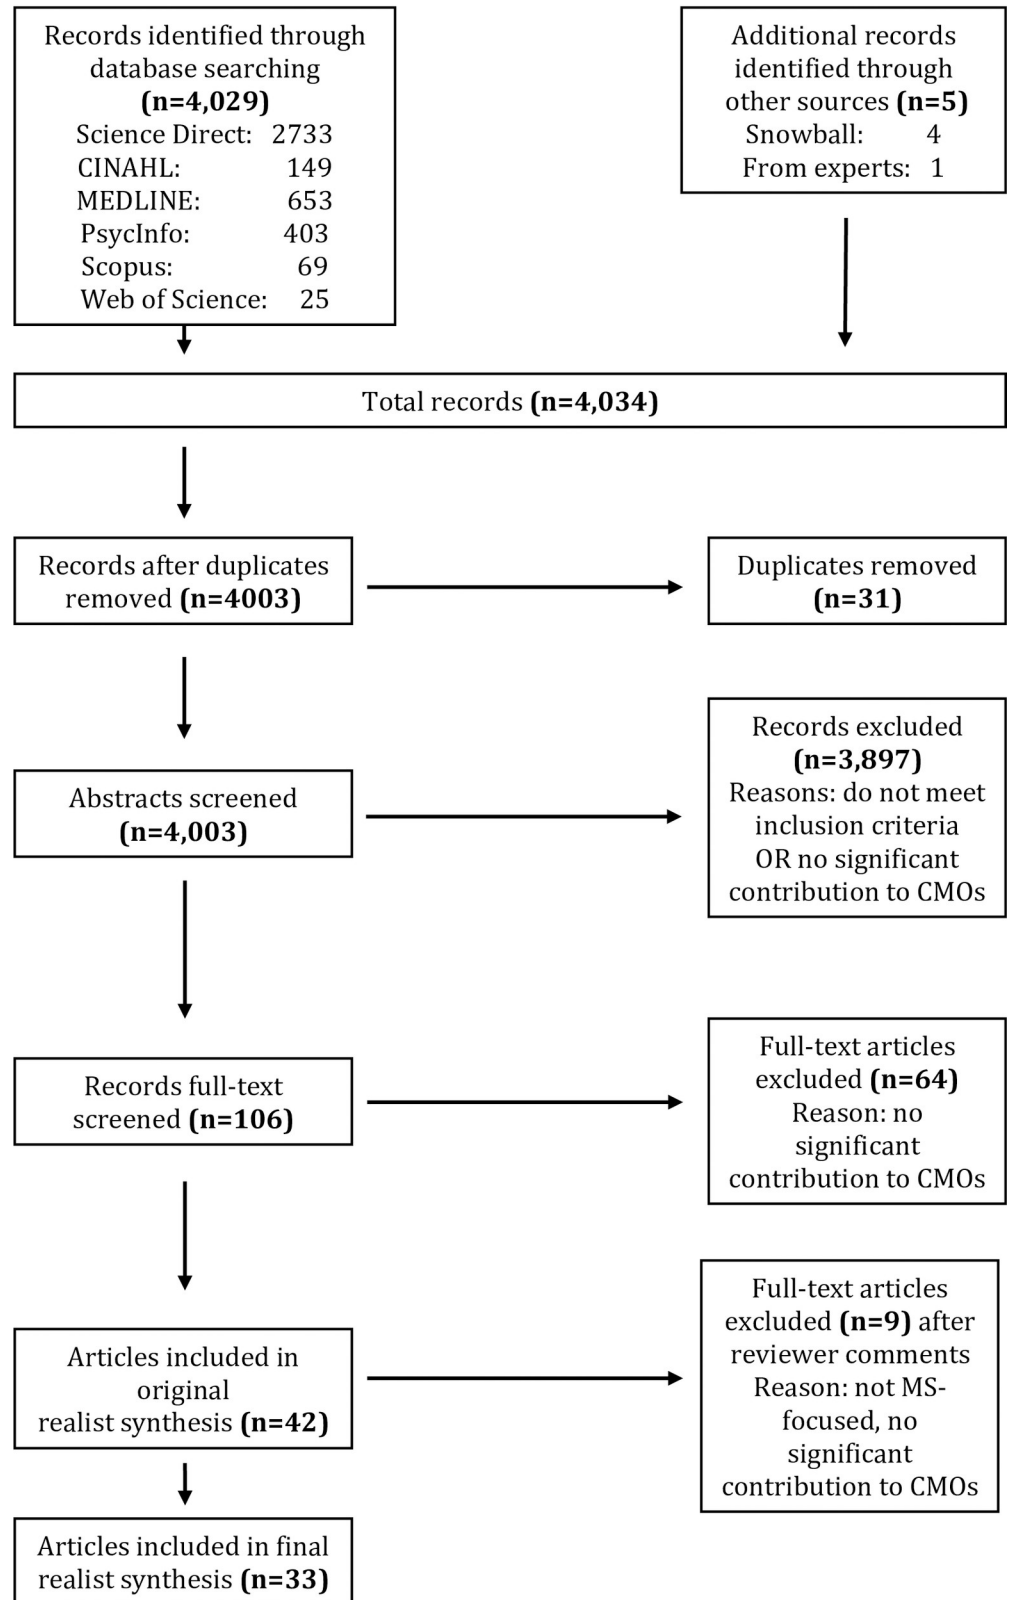 Records identified through
database searching
(n=4,029)
Science Direct: 2733
CINAHL: 149
MEDLINE: 653
PsycInfo: 403
Scopus: 69
Web of Science: 25
Additional records
identified through
other sources (n=5)
Snowball: 4
From experts: 1
Total records (n=4,034)
Records after duplicates
removed (n=4003)
Duplicates removed
(n=31)
Abstracts screened
(n=4,003)
Records excluded
(n=3,897)
Reasons: do not meet
inclusion criteria
OR no significant
contribution to CMOs
Records full-text
screened (n=106)
Full-text articles
excluded (n=64)
Reason: no
significant
contribution to CMOs
Articles included in
original
realist synthesis (n=42)
Full-text articles
excluded (n=9) after
reviewer comments
Reason: not MS-
focused, no
significant
contribution to CMOs
Articles included in final
realist synthesis (n=33)